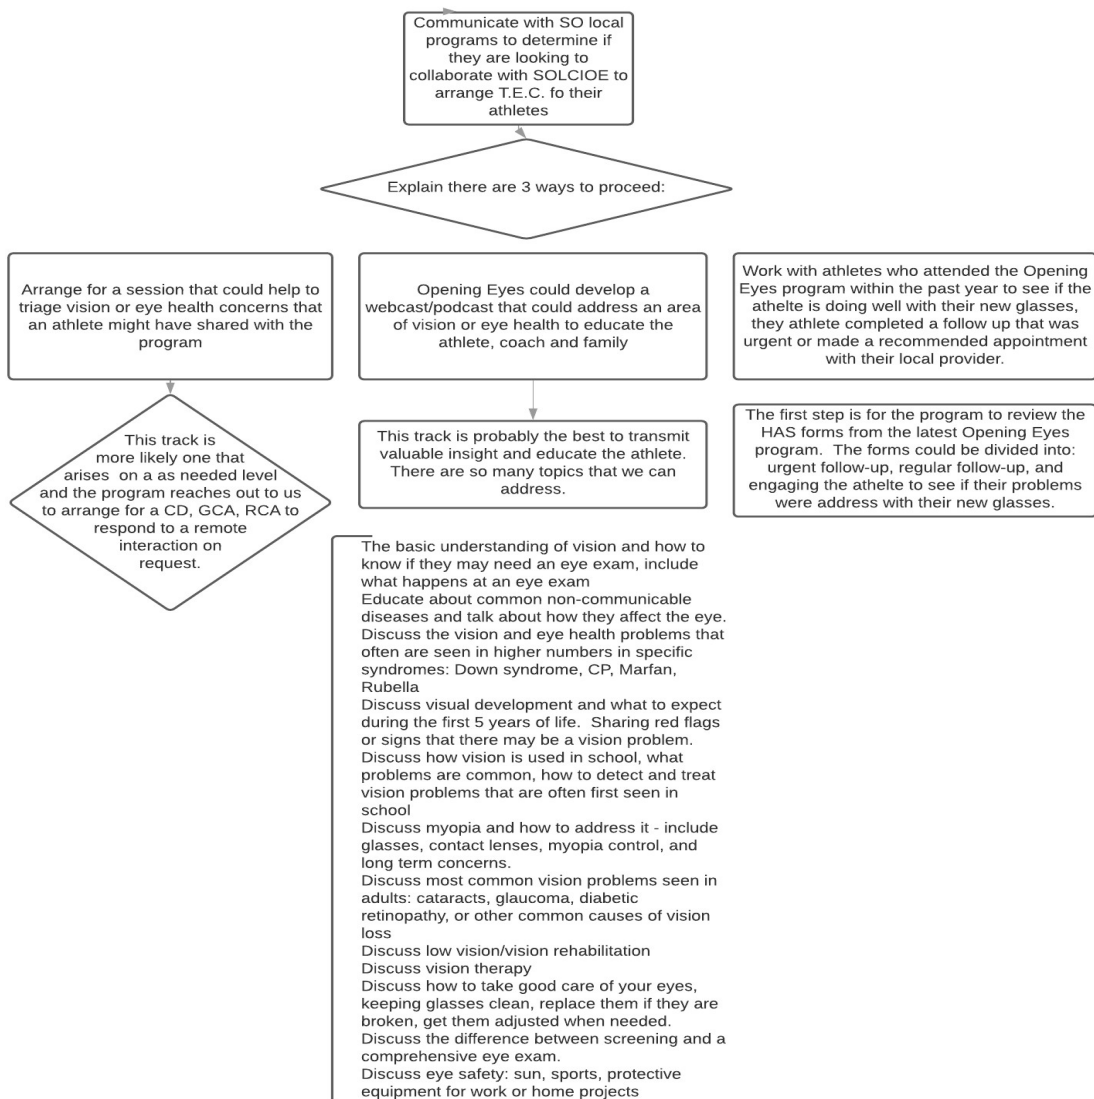 Communicate with SO local
programs to determine if
they are looking to
collaborate with SOLCIOE to
arrange T.E.C. fo their
athletes
Explain there are 3 ways to proceed:
Arrange for a session that could help to
triage vision or eye health concerns that
an athlete might have shared with the
program
Opening Eyes could develop a
webcast/podcast that could address an area
of vision or eye health to educate the
athlete, coach and family
Work with athletes who attended the Opening
Eyes program within the past year to see if the
athelte is doing well with their new glasses,
they athlete completed a follow up that was
urgent or made a recommended appointment
with their local provider.
This track is
more likely one that
arises  on a as needed level
and the program reaches out to us
to arrange for a CD, GCA, RCA to
respond to a remote
interaction on
request.
This track is probably the best to transmit
valuable insight and educate the athlete.
There are so many topics that we can
address.
The first step is for the program to review the
HAS forms from the latest Opening Eyes
program.  The forms could be divided into:
urgent follow-up, regular follow-up, and
engaging the athelte to see if their problems
were address with their new glasses.
The basic understanding of vision and how to
know if they may need an eye exam, include
what happens at an eye exam
Educate about common non-communicable
diseases and talk about how they affect the eye.
Discuss the vision and eye health problems that
often are seen in higher numbers in specific
syndromes: Down syndrome, CP, Marfan,
Rubella
Discuss visual development and what to expect
during the first 5 years of life.  Sharing red flags
or signs that there may be a vision problem.
Discuss how vision is used in school, what
problems are common, how to detect and treat
vision problems that are often first seen in
school
Discuss myopia and how to address it - include
glasses, contact lenses, myopia control, and
long term concerns.
Discuss most common vision problems seen in
adults: cataracts, glaucoma, diabetic
retinopathy, or other common causes of vision
loss
Discuss low vision/vision rehabilitation
Discuss vision therapy
Discuss how to take good care of your eyes,
keeping glasses clean, replace them if they are
broken, get them adjusted when needed.
Discuss the difference between screening and a
comprehensive eye exam.
Discuss eye safety: sun, sports, protective
equipment for work or home projects